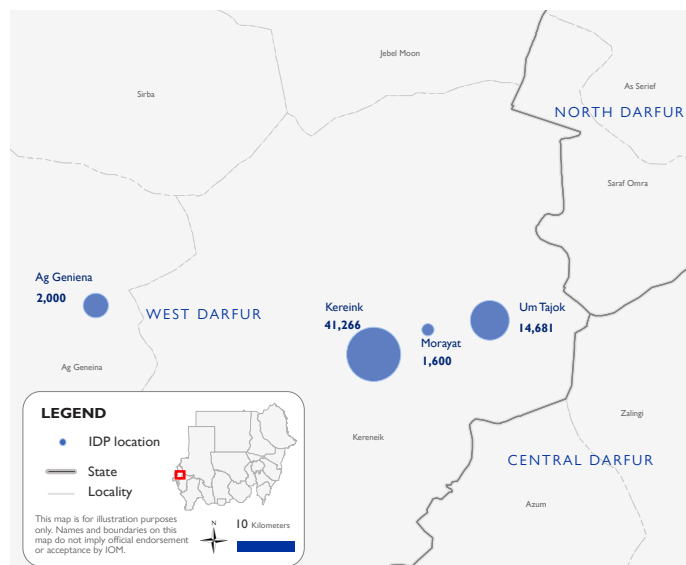 Jebel Moon
As Serief
Sirba
NORTH DARFUR
Saraf Omra
Ag Geniena
2,000
WEST DARFUR
Kereink
41,266
Um Tajok
14,681
Morayat
1,600
Ag Geneina
Kereneik
Zalingi
CENTRAL DARFUR
Azum
LEGEND
IDP location
State
Locality
This map is for illustration purposes
only. Names and boundaries on this
map do not imply official endorsement
or acceptance by IOM.
N
10 Kilometers